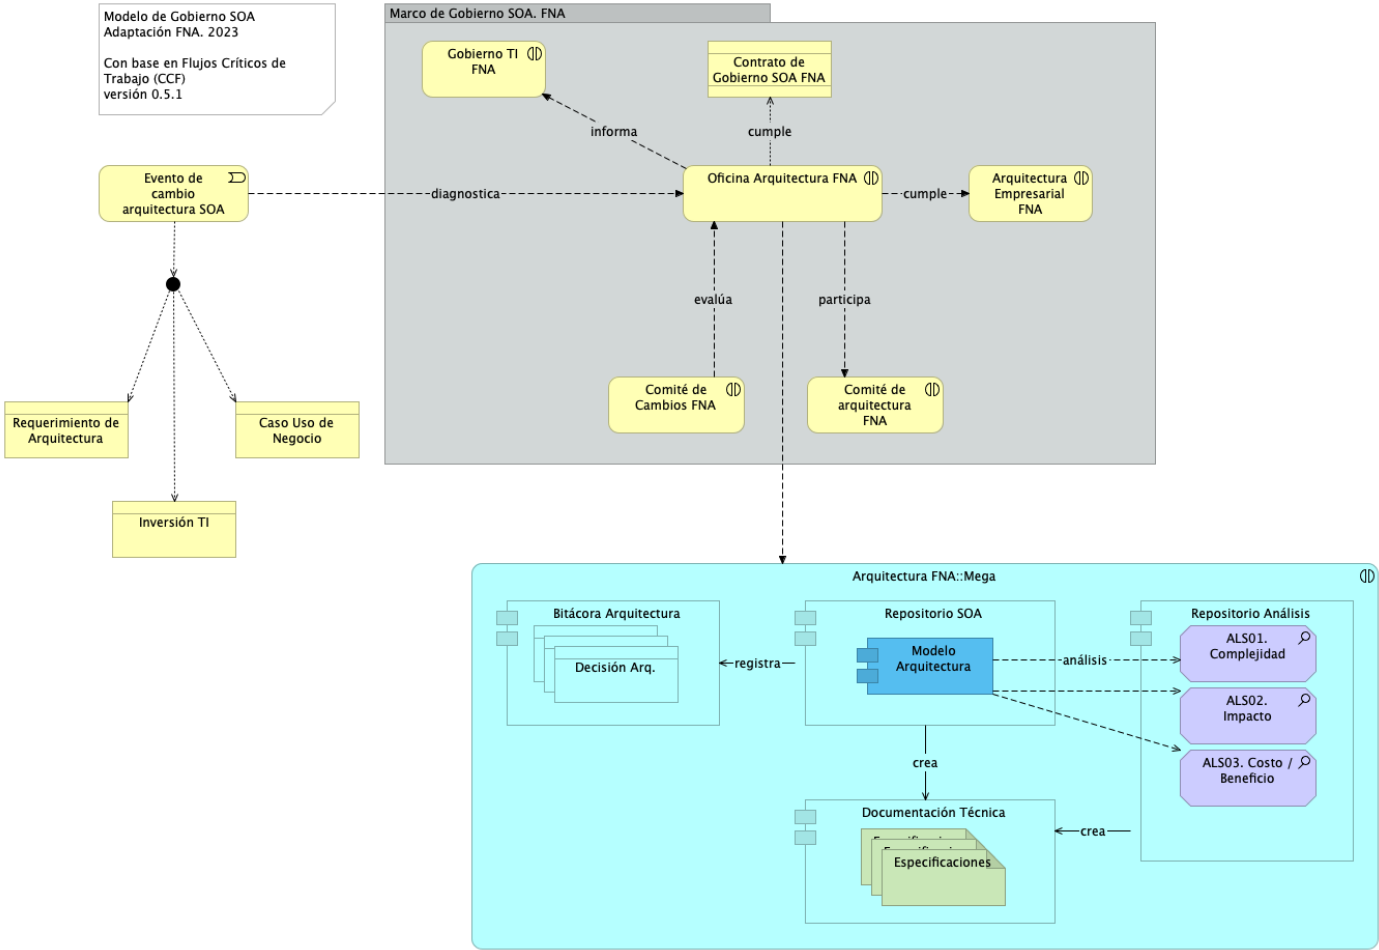 Modelo de Gobierno SOA
Adaptación FNA. 2023
Con base en Flujos Críticos de
Trabajo (CCF)
versión 0.5.1
Marco de Gobierno SOA. FNA
Gobierno TI
FNA
Contrato de
Gobierno SOA FNA
informa
cumple
Evento de
cambio
arquitectura SOA
diagnostica
Oficina Arquitectura FNA
cumple
Arquitectura
Empresarial
FNA
evalúa
participa
Comité de
Cambios FNA
Comité de
arquitectura
FNA
Requerimiento de
Arquitectura
Caso Uso de
Negocio
Inversión TI
Arquitectura FNA::Mega
Bitácora Arquitectura
Decisión Arq.
registra
Repositorio SOA
Modelo
Arquitectura
análisis
Repositorio Análisis
ALS01.
Complejidad
ALS02.
Impacto
ALS03. Costo /
Beneficio
crea
Documentación Técnica
Especificaciones
crea